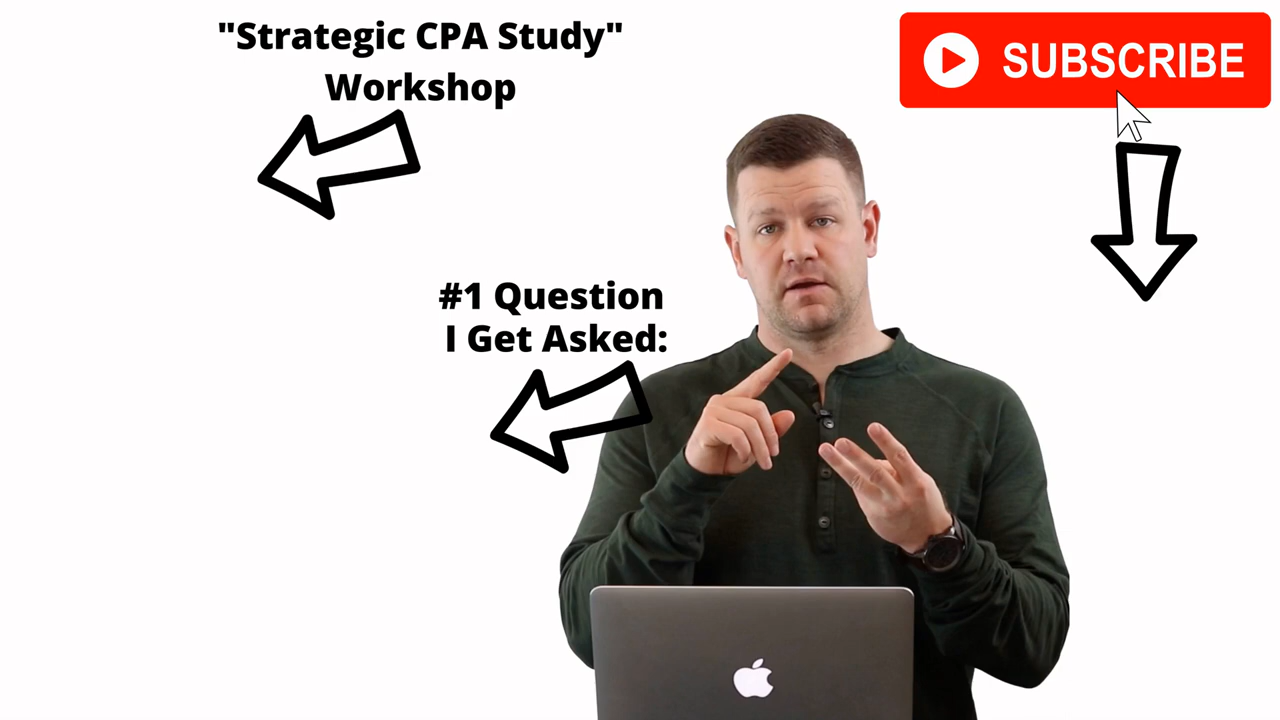 "Strategic CPA Study"
Workshop
SUBSCRIBE
#1 Question
I Get Asked: